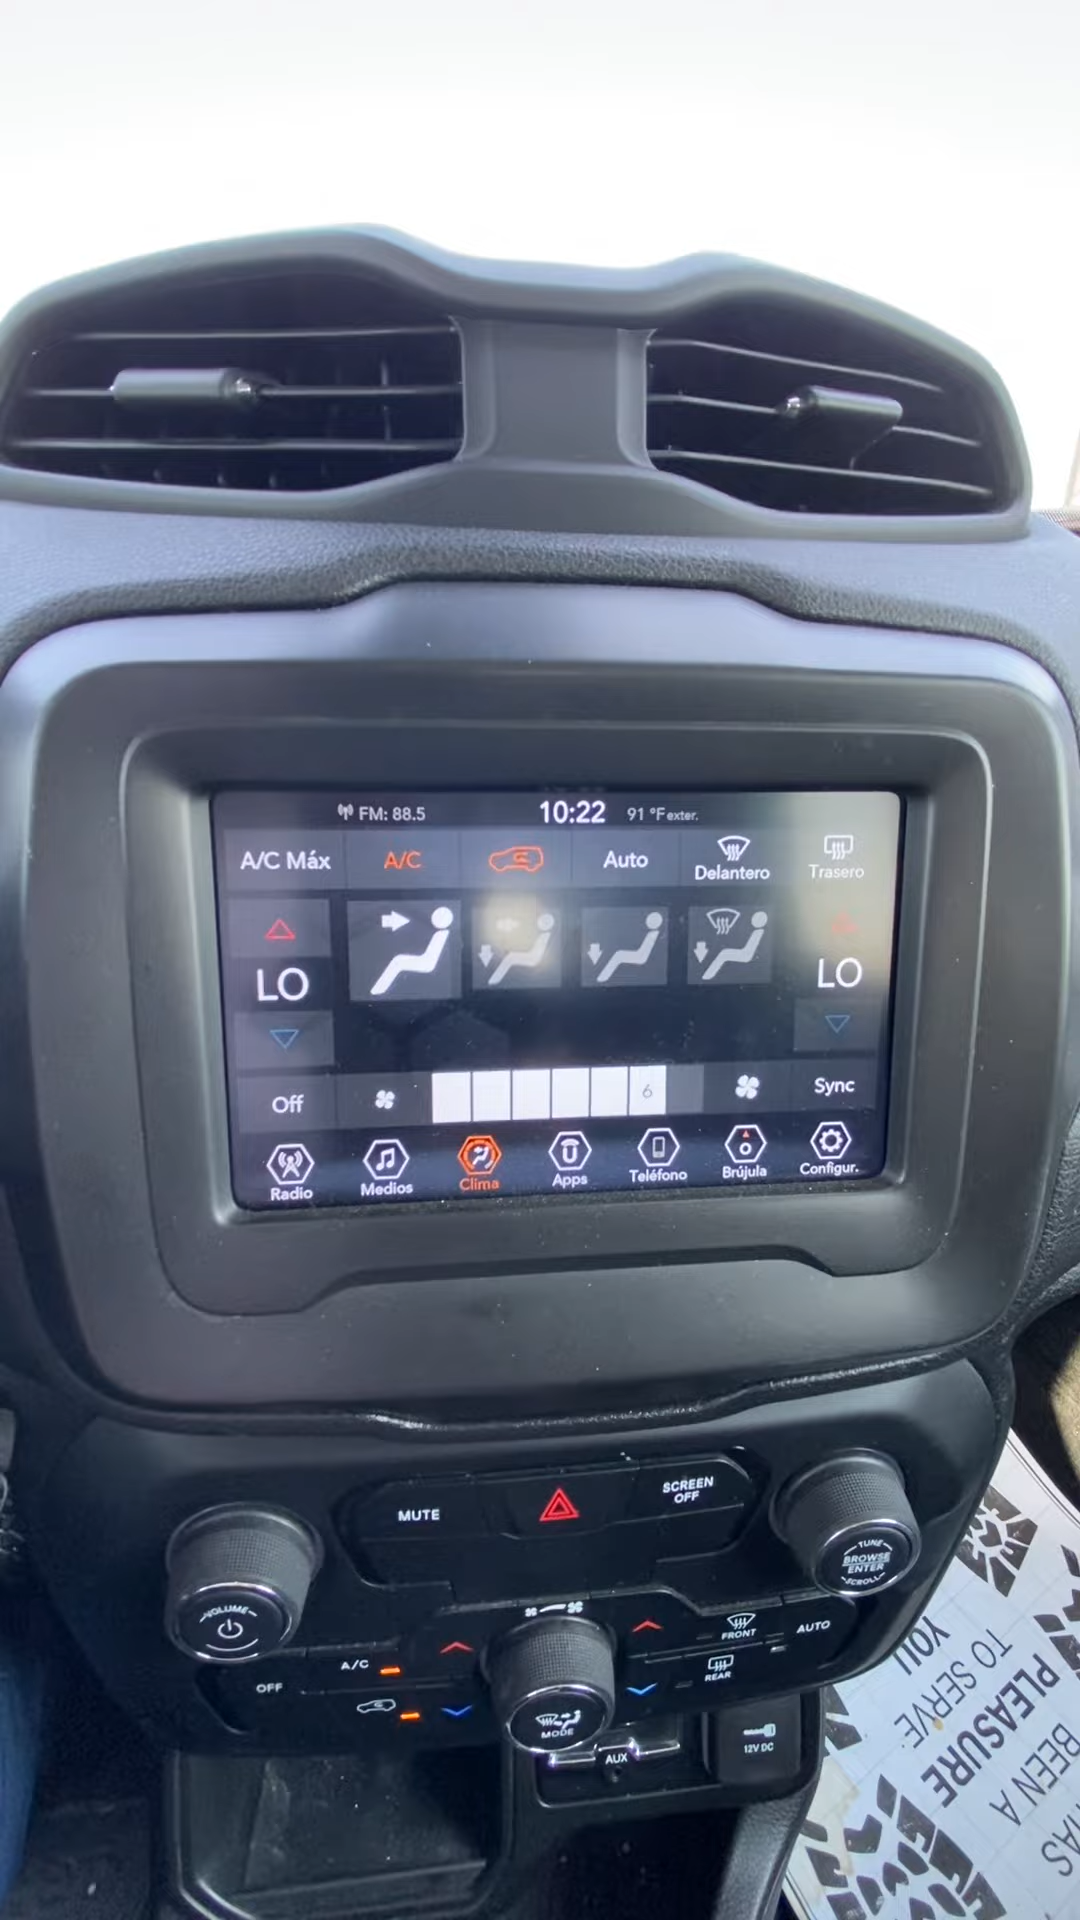 FM: 88.5 10:22 91 °F exter.
A/C Máx A/C Auto Delantero Trasero
LO LO
6
Off Sync
Radio Medios Clima Apps Teléfono Brújula Configur.
MUTE SCREEN OFF
VOLUME
TUNE
BROWSE
ENTER
SCROLL
OFF A/C FRONT AUTO
REAR
MODE
AUX
12V DC
HAS
BEEN A
PLEASURE
TO SERVE
YOU